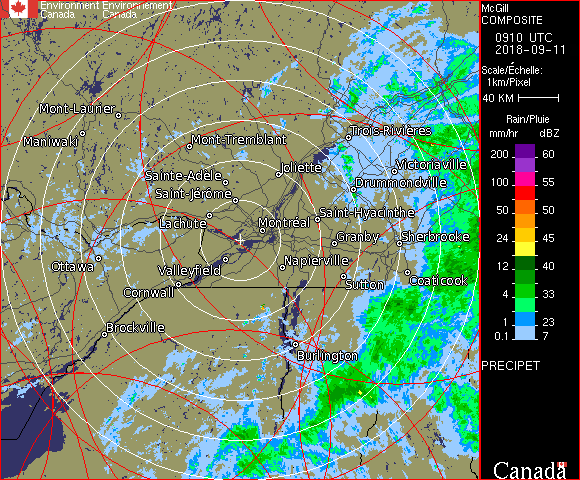 Environment Environnement
Canada Canada
McGill
COMPOSITE
0910 UTC
2018-09-11
Scale/Échelle:
1km/Pixel
40 KM
Rain/Pluie
mm/hr dBZ
200 60
100 55
50 50
24 45
12 40
4 33
1 23
0.1 7
PRECIPET
Mont-Laurier
Maniwaki
Mont-Tremblant
Trois-Rivières
Victoriaville
Joliette
Sainte-Adèle
Drummondville
Saint-Jérôme
Saint-Hyacinthe
Lachute
Montréal
Granby
Sherbrooke
Ottawa
Valleyfield
Napierville
Sutton
Coaticook
Cornwall
Brockville
Burlington
Canada